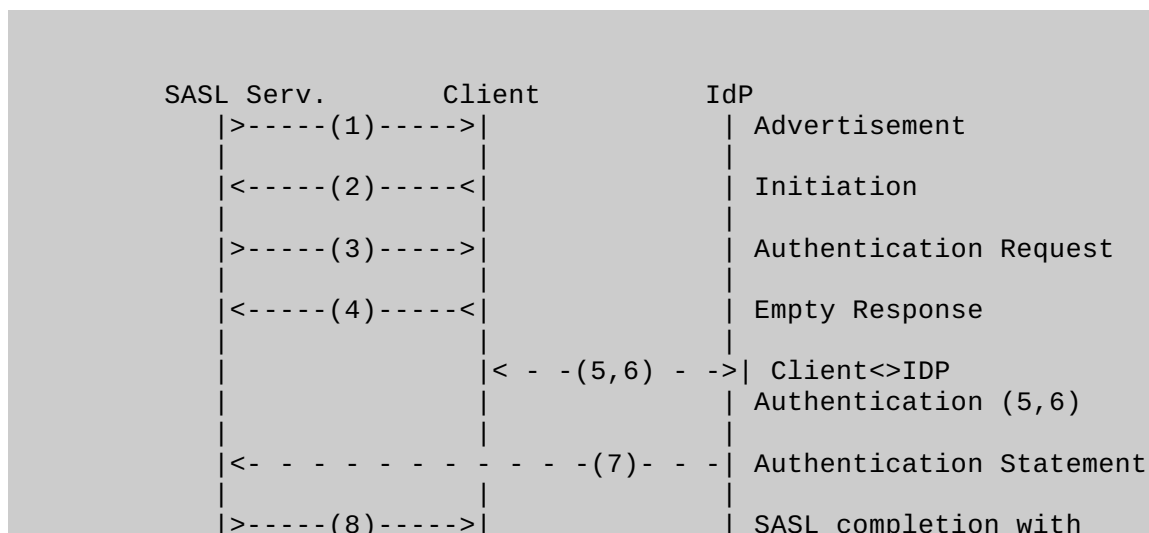 SASL Serv.       Client          IdP
    |>-----(1)----->|               | Advertisement
    |               |               |
    |<-----(2)-----<|               | Initiation
    |               |               |
    |>-----(3)----->|               | Authentication Request
    |               |               |
    |<-----(4)-----<|               | Empty Response
    |               |               |
    |               |< - -(5,6) - ->| Client<>IDP
    |               |               | Authentication (5,6)
    |               |               |
    |<- - - - - - - - - - -(7)- - -| Authentication Statement
    |               |               |
    |>-----(8)----->|               | SASL completion with